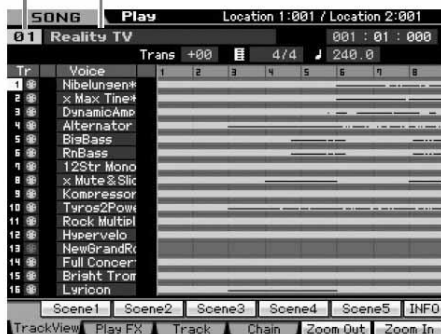 SONG Play Location 1:001 / Location 2:001
01 Reality TV 001 : 01 : 000
Trans +00 4/4 240.0
Tr Voice 1 2 3 4 5 6 7 8
1 Nibelungen*
2 x Max Tine*
3 DynamicAmp
4 Alternator
5 BigBass
6 RnBass
7 12Str Mono
8 x Mute&Slid
9 Kompressor
10 Tyros2Powe
11 Rock Multipl
12 Hypervelo
13 NewGrandRo
14 Full Concer
15 Bright Trom
16 Lyricon
Scene1 Scene2 Scene3 Scene4 Scene5 INFO
TrackView Play FX Track Chain Zoom Out Zoom In